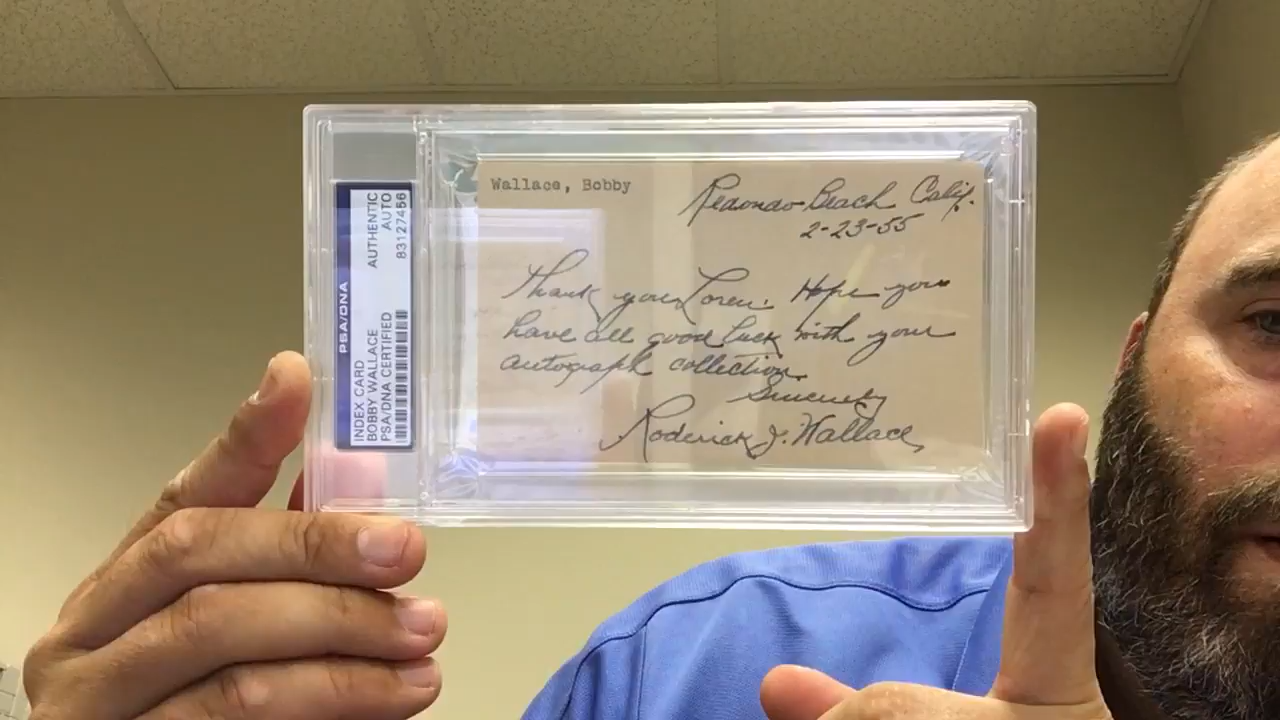 PSA/DNA
INDEX CARD
BOBBY WALLACE
PSA/DNA CERTIFIED
AUTHENTIC
AUTO
83127456
Wallace, Bobby
Redondo Beach Calif.
2-23-55
Thank you Loren. Hope you
have all good luck with your
autograph collection.
Sincerely
Roderick J. Wallace